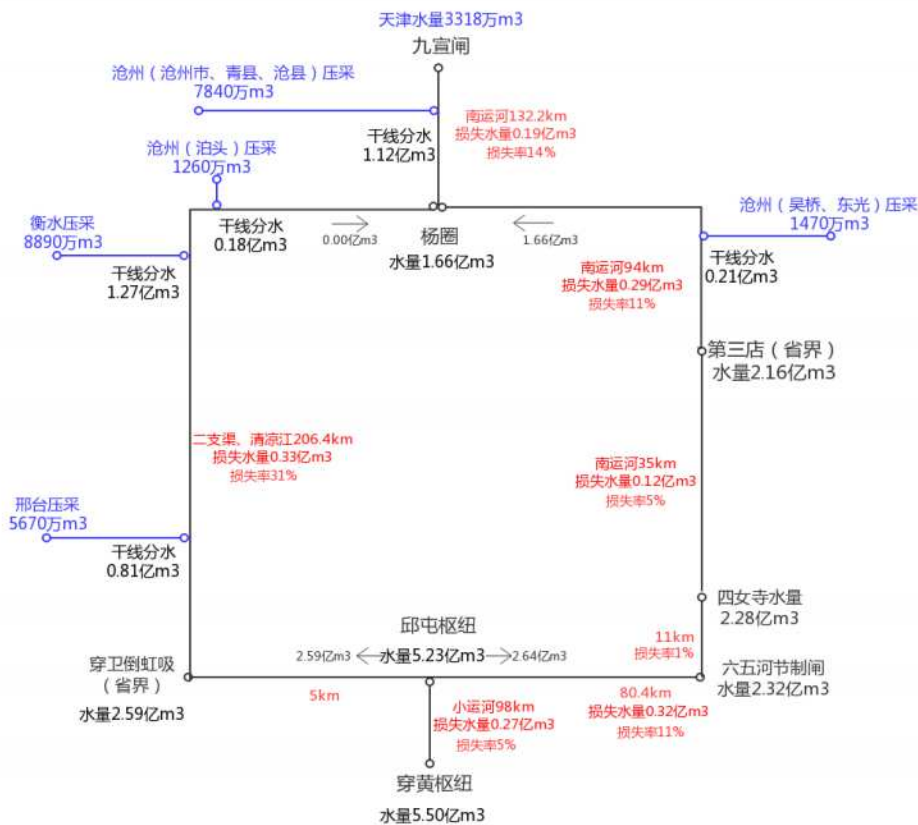 天津水量3318万m3
九宣闸
沧州（沧州市、青县、沧县）压采
7840万m3
南运河132.2km
损失水量0.19亿m3
损失率14%
干线分水
1.12亿m3
沧州（泊头）压采
1260万m3
衡水压采
8890万m3
干线分水
0.18亿m3
0.00亿m3
杨圈
水量1.66亿m3
1.66亿m3
沧州（吴桥、东光）压采
1470万m3
干线分水
1.27亿m3
南运河94km
损失水量0.29亿m3
损失率11%
干线分水
0.21亿m3
第三店（省界）
水量2.16亿m3
二支渠、清凉江206.4km
损失水量0.33亿m3
损失率31%
南运河35km
损失水量0.12亿m3
损失率5%
邢台压采
5670万m3
干线分水
0.81亿m3
四女寺水量
2.28亿m3
邱屯枢纽
2.59亿m3
水量5.23亿m3
2.64亿m3
11km
损失率1%
穿卫倒虹吸
（省界）
水量2.59亿m3
六五河节制闸
水量2.32亿m3
5km
小运河98km
损失水量0.27亿m3
损失率5%
80.4km
损失水量0.32亿m3
损失率11%
穿黄枢纽
水量5.50亿m3